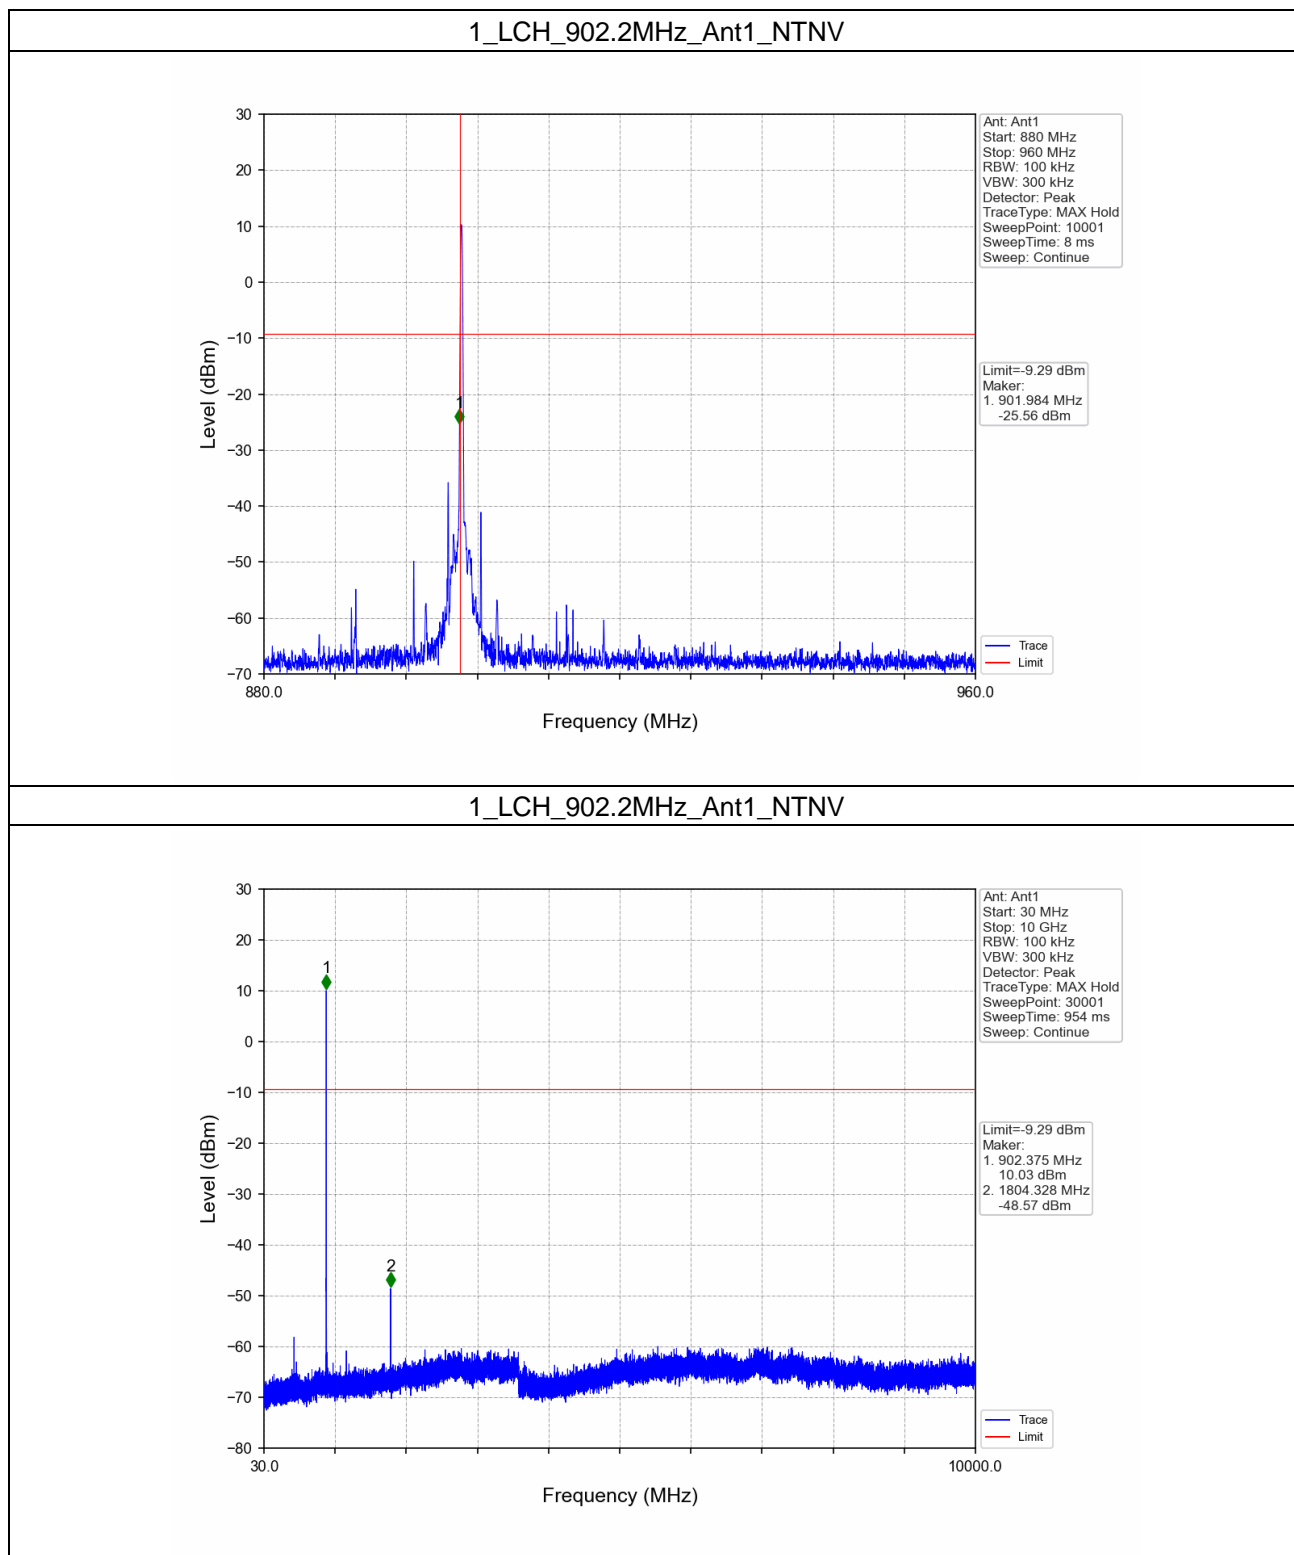 1_LCH_902.2MHz_Ant1_NTNV
30
20
10
0
−10
−20
−30
−40
−50
−60
−70
Level (dBm)
1
880.0
960.0
Frequency (MHz)
Ant: Ant1
Start: 880 MHz
Stop: 960 MHz
RBW: 100 kHz
VBW: 300 kHz
Detector: Peak
TraceType: MAX Hold
SweepPoint: 10001
SweepTime: 8 ms
Sweep: Continue
Limit=-9.29 dBm
Maker:
1. 901.984 MHz
-25.56 dBm
Trace
Limit
1_LCH_902.2MHz_Ant1_NTNV
30
20
10
0
−10
−20
−30
−40
−50
−60
−70
−80
Level (dBm)
1
2
30.0
10000.0
Frequency (MHz)
Ant: Ant1
Start: 30 MHz
Stop: 10 GHz
RBW: 100 kHz
VBW: 300 kHz
Detector: Peak
TraceType: MAX Hold
SweepPoint: 30001
SweepTime: 954 ms
Sweep: Continue
Limit=-9.29 dBm
Maker:
1. 902.375 MHz
10.03 dBm
2. 1804.328 MHz
-48.57 dBm
Trace
Limit